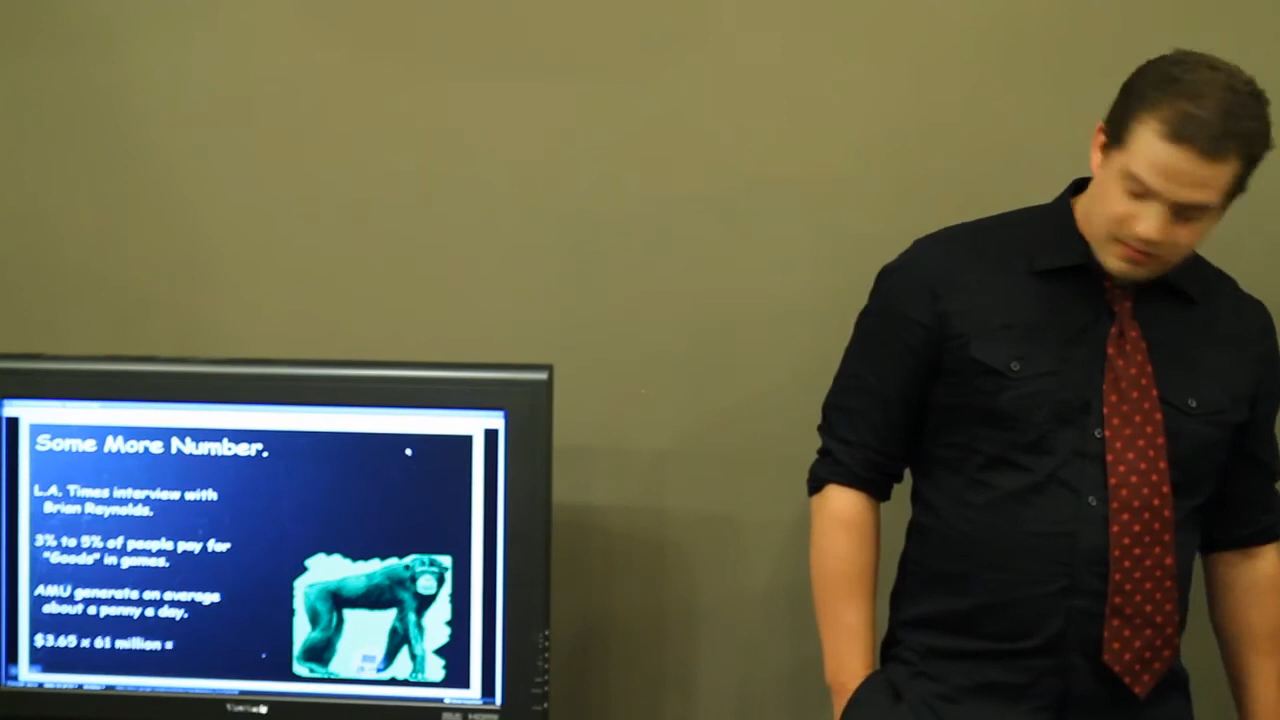 Some More Number.
L.A. Times interview with
Brian Reynolds.
3% to 5% of people pay for
"Goods" in games.
AMU generate on average
about a penny a day.
$3.65 x 61 million =